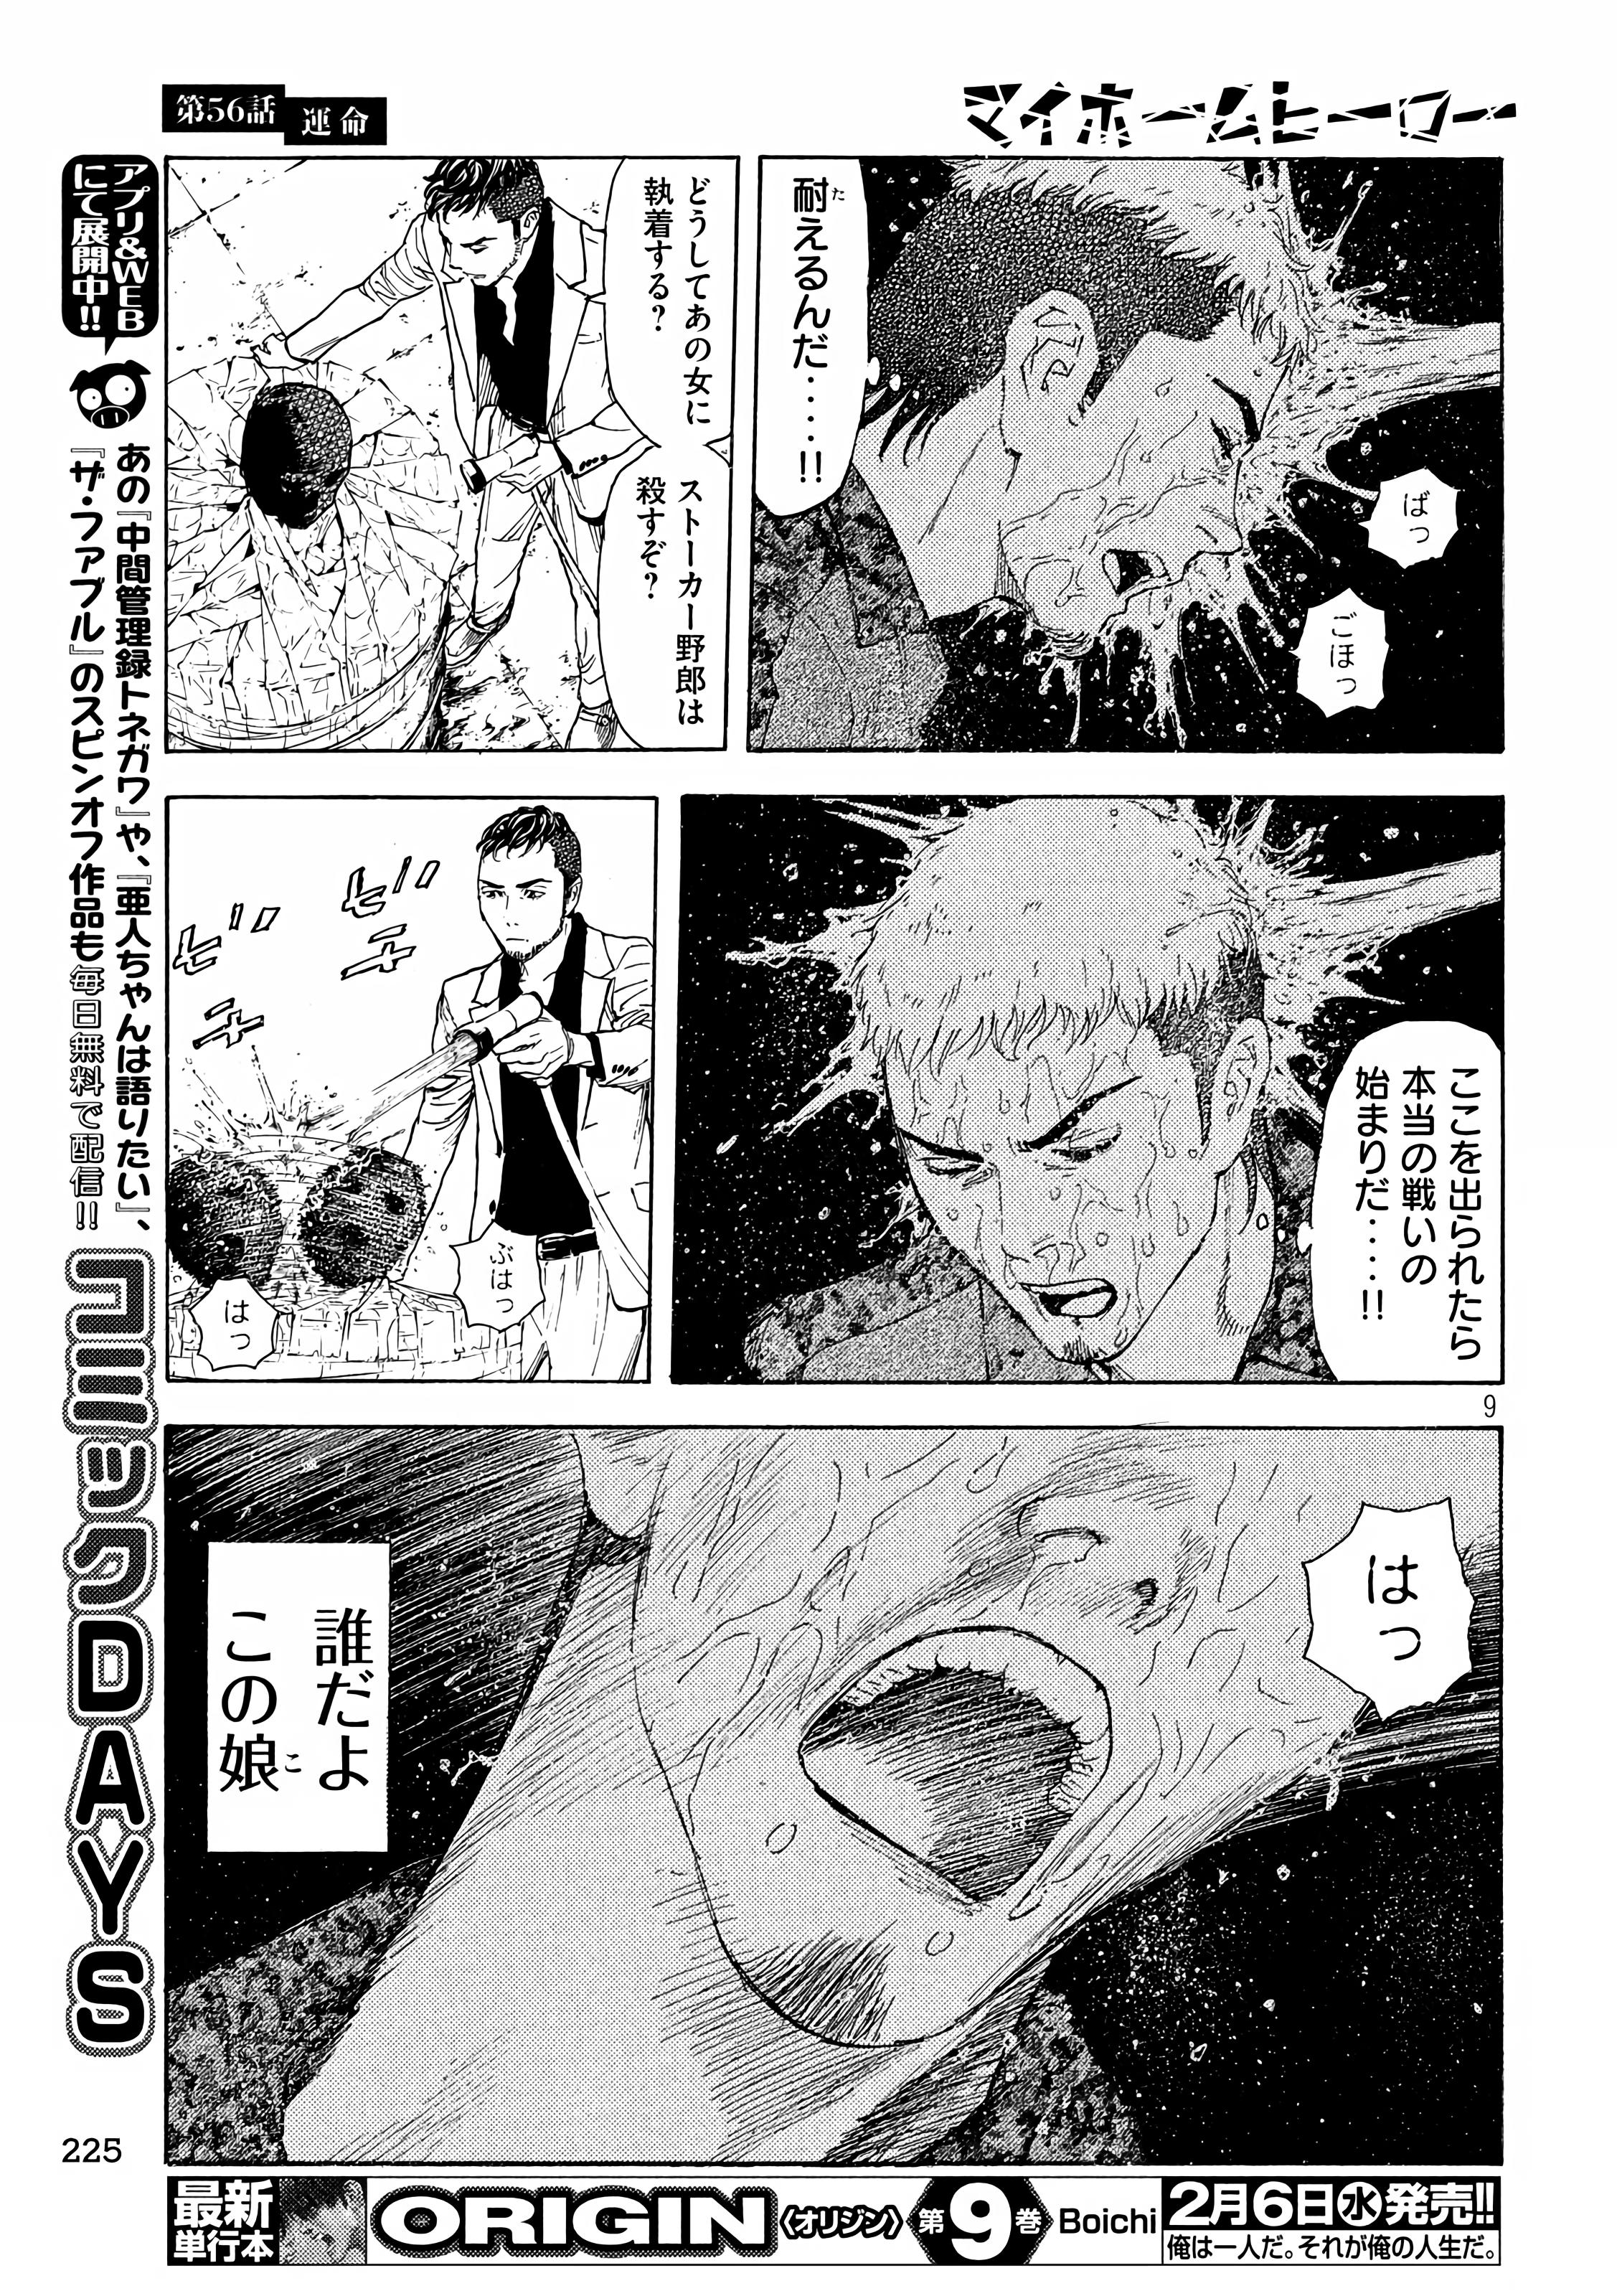 マイホームヒーロー
第56話
運命
耐えるんだ‥‥!!
た
ばっ
ごほっ
どうしてあの女に
執着する?
ストーカー野郎は
殺すぞ?
ここを出られたら
本当の戦いの
始まりだ‥‥!!
ビビビビ
ぶはっ
はっ
9
はっ
誰だよ
この娘
こ
アプリ&WEB
にて展開中!!
あの『中間管理録トネガワ』や、『亜人ちゃんは語りたい』、
『ザ・ファブル』のスピンオフ作品も毎日無料で配信!!
コミックDAYS
225
最新
単行本
ORIGIN
〈オリジン〉
第9巻
Boichi
2月6日水発売!!
俺は一人だ。それが俺の人生だ。